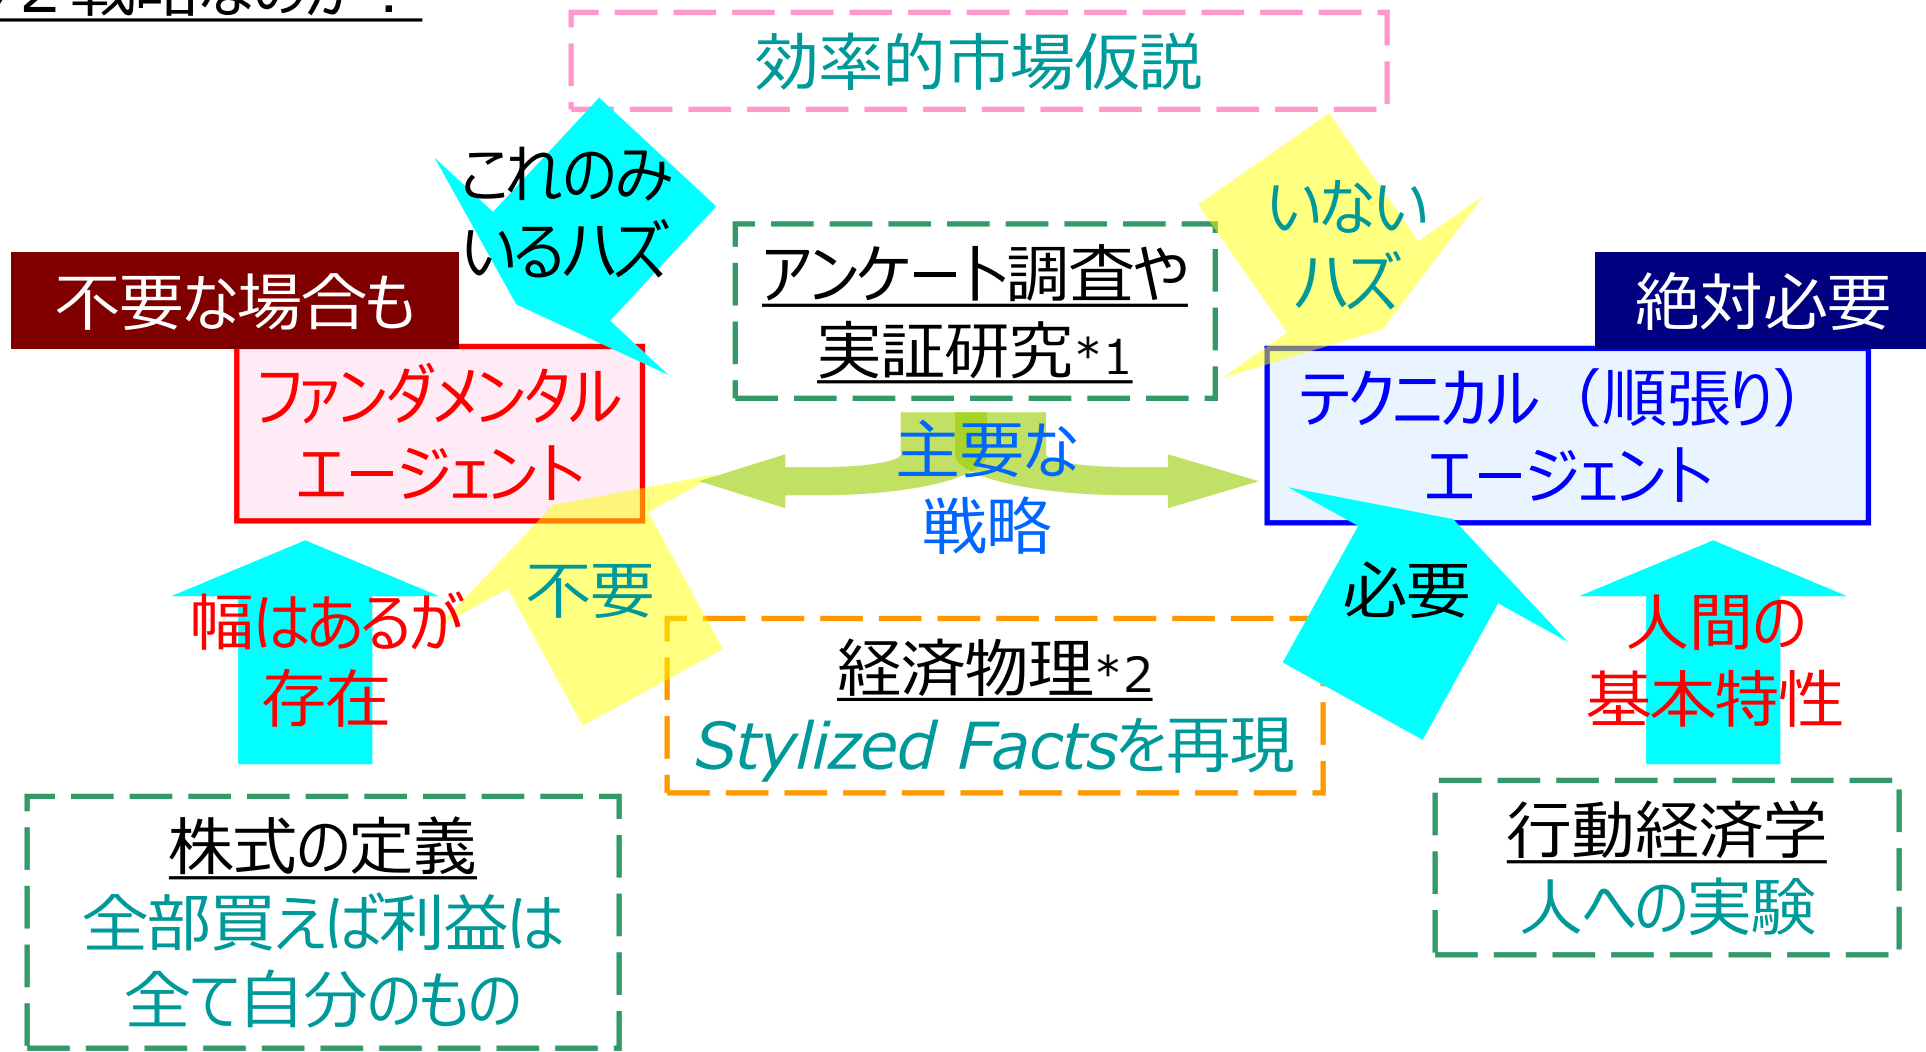 戦略なのか？
効率的市場仮説
これのみ
いるハズ
いない
ハズ
アンケート調査や
実証研究*1
不要な場合も
絶対必要
ファンダメンタル
エージェント
主要な
戦略
テクニカル（順張り）
エージェント
不要
必要
幅はあるが
存在
人間の
基本特性
経済物理*2
Stylized Factsを再現
株式の定義
全部買えば利益は
全て自分のもの
行動経済学
人への実験